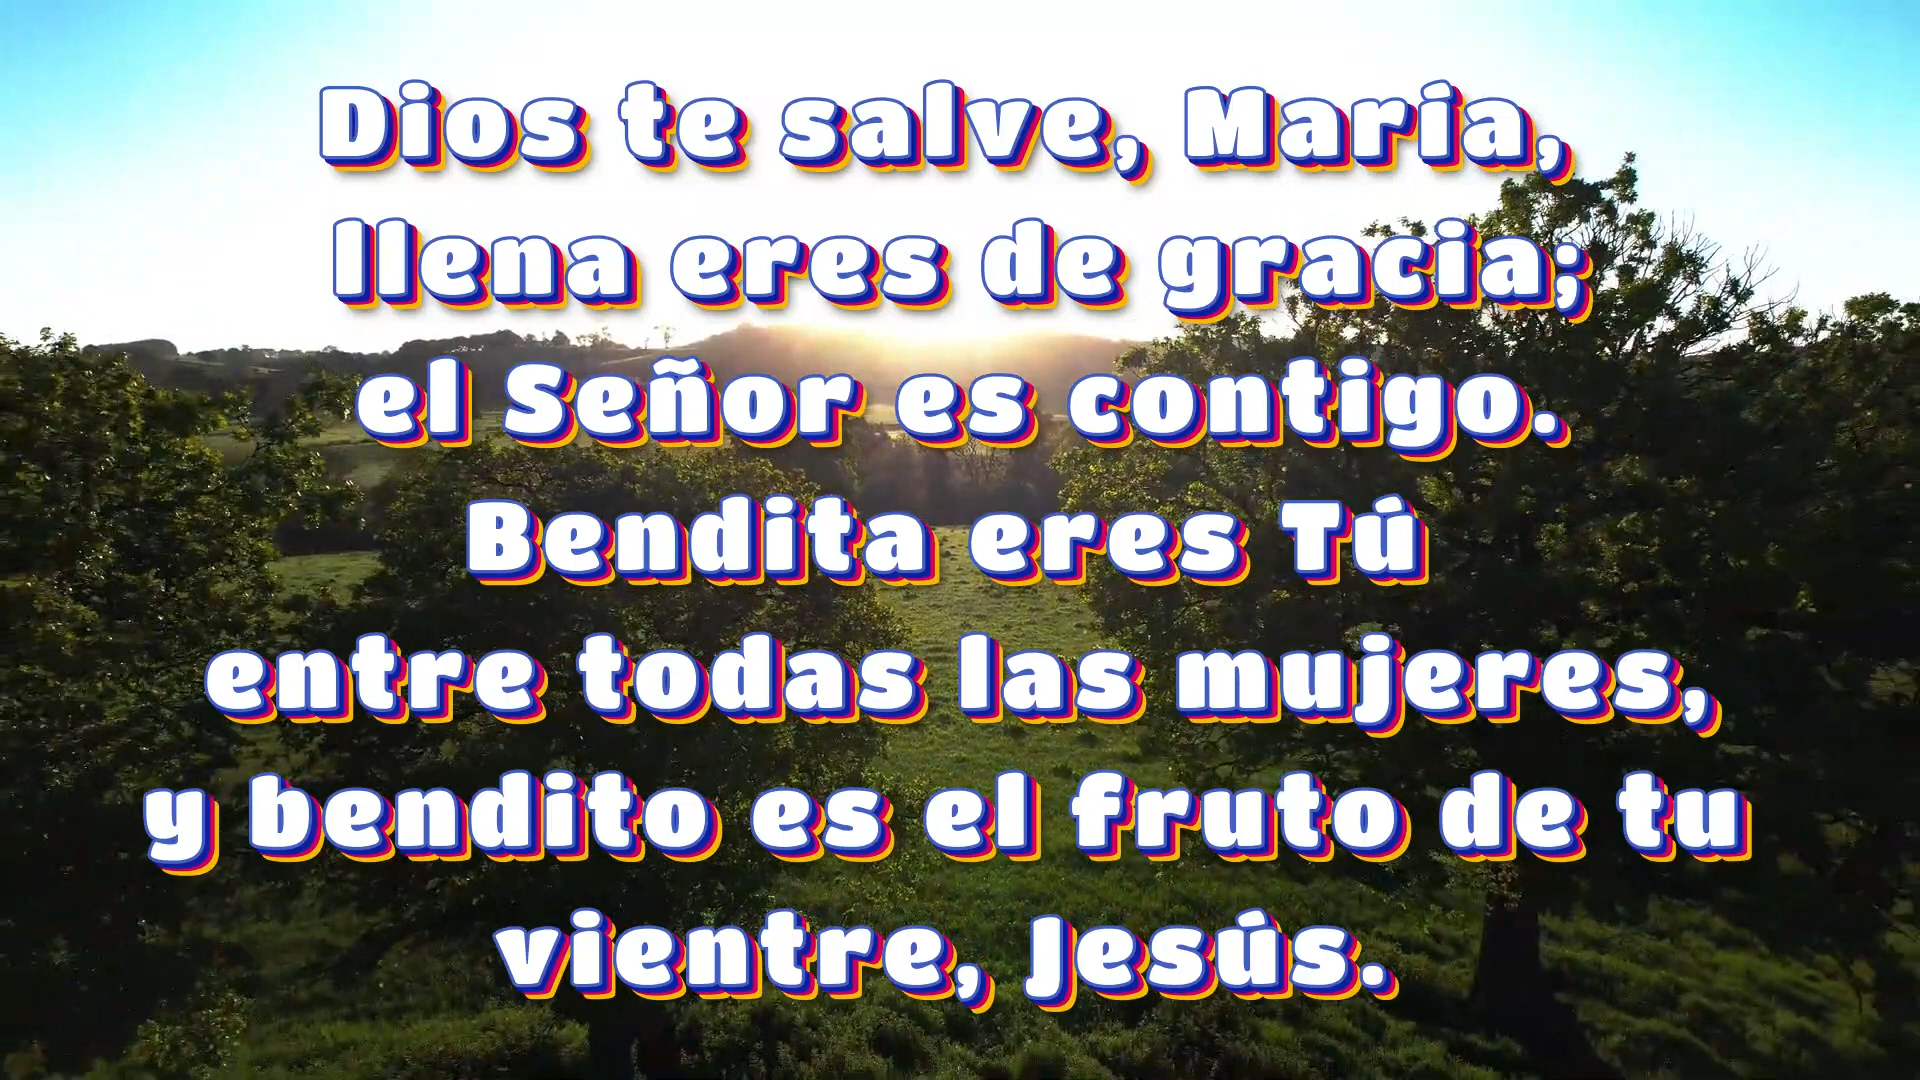 Dios te salve, María,
llena eres de gracia;
el Señor es contigo.
Bendita eres Tú
entre todas las mujeres,
y bendito es el fruto de tu
vientre, Jesús.